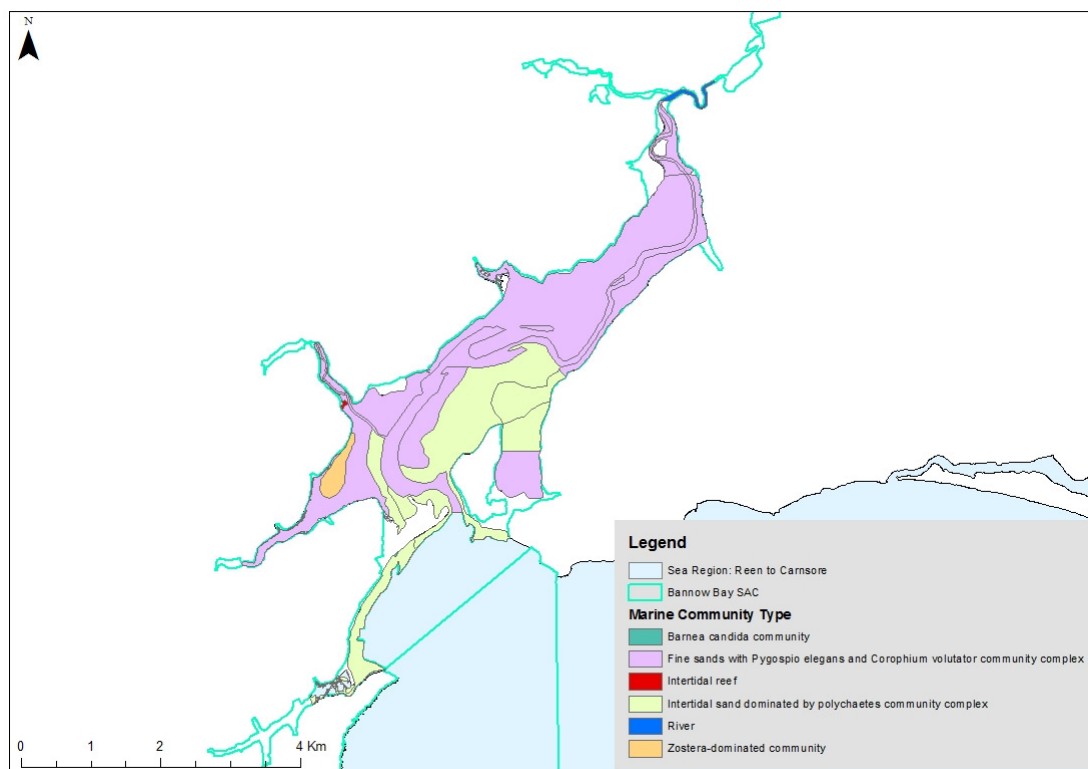 N
Legend
Sea Region: Reen to Carnsore
Bannow Bay SAC
Marine Community Type
Barnea candida community
Fine sands with Pygospio elegans and Corophium volutator community complex
Intertidal reef
Intertidal sand dominated by polychaetes community complex
River
Zostera-dominated community
0 1 2 4 Km